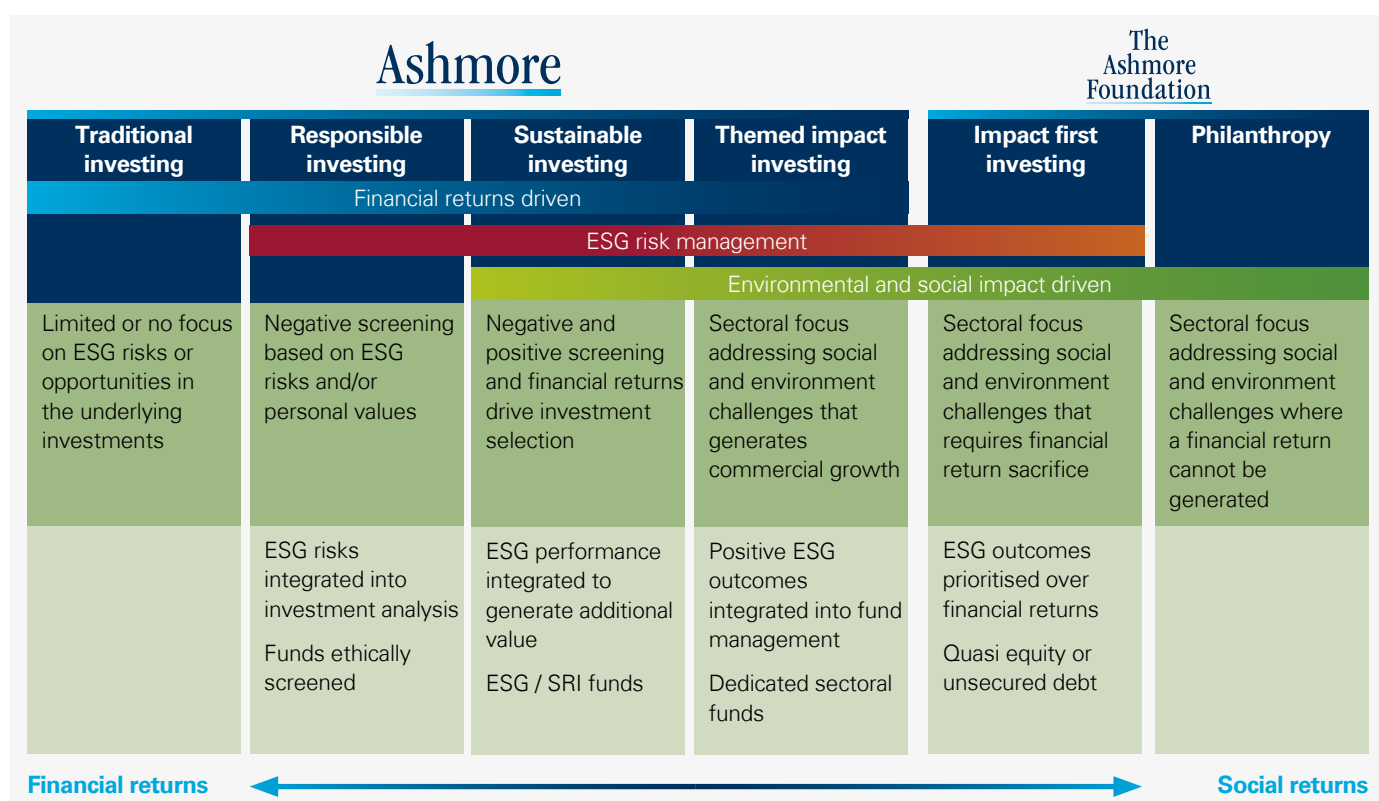 Ashmore
The
Ashmore
Foundation
Traditional
investing
Responsible
investing
Sustainable
investing
Themed impact
investing
Impact first
investing
Philanthropy
Financial returns driven
ESG risk management
Environmental and social impact driven
Limited or no focus
on ESG risks or
opportunities in
the underlying
investments
Negative screening
based on ESG
risks and/or
personal values
Negative and
positive screening
and financial returns
drive investment
selection
Sectoral focus
addressing social
and environment
challenges that
generates
commercial growth
Sectoral focus
addressing social
and environment
challenges that
requires financial
return sacrifice
Sectoral focus
addressing social
and environment
challenges where
a financial return
cannot be
generated
ESG risks
integrated into
investment analysis
Funds ethically
screened
ESG performance
integrated to
generate additional
value
ESG / SRI funds
Positive ESG
outcomes
integrated into fund
management
Dedicated sectoral
funds
ESG outcomes
prioritised over
financial returns
Quasi equity or
unsecured debt
Financial returns
Social returns